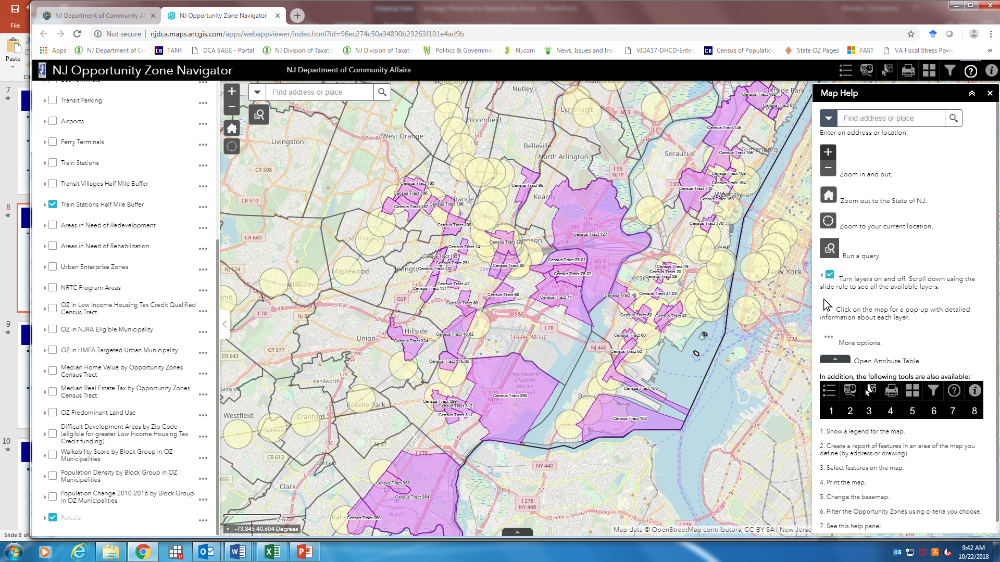 File
Paste
7
8
9
10
Slide 8 of
NJ Department of Community Af
NJ Opportunity Zone Navigator
Not secure
njdca.maps.arcgis.com/apps/webappviewer/index.html?id=96ec274c50a34890b23263f101e4ad9b
Apps
NJ Department of Co
TANF
DCA SAGE - Portal
NJ Division of Taxatic
NJ Division of Taxatic
Politics & Governmer
Nj.com
News, Issues and Insi
VIDA17-DHCD-Enter
Census of Population
State OZ Pages
FAST
VA Fiscal Stress Powe
NJ Opportunity Zone Navigator
NJ Department of Community Affairs
Transit Parking
Airports
Ferry Terminals
Train Stations
Transit Villages Half Mile Buffer
Train Stations Half Mile Buffer
Areas in Need of Redevelopment
Areas in Need of Rehabilitation
Urban Enterprise Zones
NRTC Program Areas
OZ in Low Income Housing Tax Credit Qualified
Census Tract
OZ in NJRA Eligible Municipality
OZ in HMFA Targeted Urban Municipality
Median Home Value by Opportunity Zones
Census Tract
Median Real Estate Tax by Opportunity Zones
Census Tract
OZ Predominant Land Use
Difficult Development Areas by Zip Code
(eligible for greater Low Income Housing Tax
Credit funding)
Walkability Score by Block Group in OZ
Municipalities
Population Density by Block Group in OZ
Municipalities
Population Change 2010-2016 by Block Group
in OZ Municipalities
Parcels
Find address or place
Nutley
Lyndhurst
NJ 3
Cliffside Park
Census Tract 182
Census Tract 63
Bloomfield
West Orange
Livingston
Belleville
North Arlington
Secaucus
Census Tract 146
Guttenberg
Census Tract 166
CR 508
I 95
NJTP
Census Tract 183
Census Tract 96
Census Tract 162
Census Tract 164
Census Tract 148
Census Tract 186
Kearny
Census Tract 169
CR 510
Census Tract 187
Census Tract 106
Census Tract 109
Census Tract 178
I 280
Census Tract 127
CR 649
South Orange
Census Tract 14
Census Tract 229
Hoboken
Census Tract 133
Census Tract 231
Census Tract 132
Census Tract 80
Census Tract 76.01
US 1
US 9
Census Tract 76.02
Census Tract 19
Census Tract 20
Census Tract 29
NJ 124
Maplewood
New York
Millburn
Census Tract 41
Census Tract 131
GSP
Census Tract 68
Census Tract 74
Census Tract 48
Census Tract 41.02
Census Tract 60
I 78
NJ 82
Census Tract 62
Census Tract 47
Hillside
Union
Census Tract 48.02
I 78
14-14A-14B-14C
Census Tract 60
Census Tract 324
NJ 440
Census Tract 63
CR 577
CR 643
Census Tract 316.02
Kenilworth
Port Newark/
Elizabeth
Marine
Terminal
I 95
NJTP
Census Tract 398
Census Tract 103
Bayonne
Roselle Park
Census Tract 399
Census Tract 312
Census Tract 311
Census Tract 108
Westfield
Cranford
Garwood
NJ 27
I 278
CR 613
Winfield
NY 440
655
Clark
Census Tract 363
Linden
Census Tract 364
Linden
Airport
I 278
NY 440
Census Tract 360
2mi
-73.845 40.604 Degrees
Map data © OpenStreetMap contributors, CC-BY-SA | New Jerse
Map Help
Find address or place
Enter an address or location.
Zoom in and out.
Zoom out to the State of NJ.
Zoom to your current location.
Run a query.
Turn layers on and off. Scroll down using the
slide rule to see all the available layers.
Click on the map for a pop-up with detailed
information about each layer.
More options.
Open Attribute Table.
In addition, the following tools are also available:
1 2 3 4 5 6 7 8
1. Show a legend for the map.
2. Create a report of features in an area of the map you
define (by address or drawing).
3. Select features on the map.
4. Print the map.
5. Change the basemap.
6. Filter the Opportunity Zones using criteria you choose.
7. See this help panel.
9:42 AM
10/22/2018